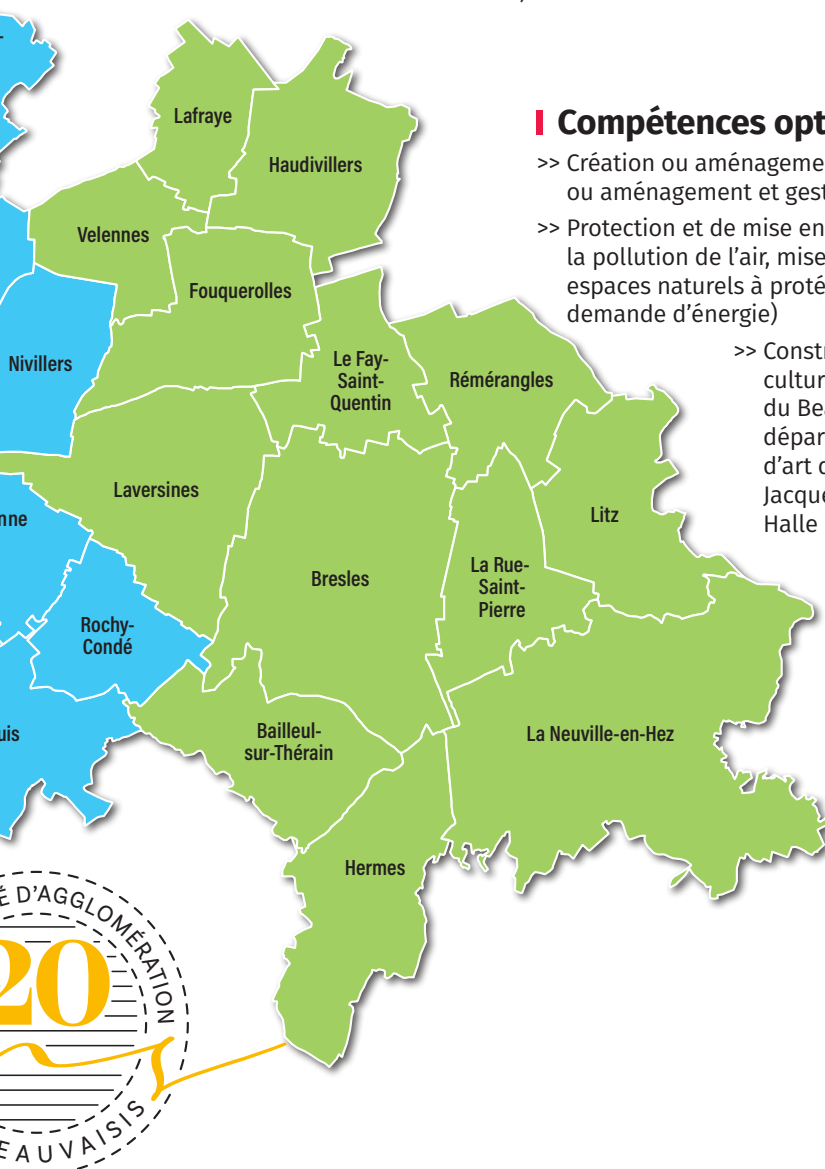 Compétences opt
>> Création ou aménageme
ou aménagement et gest
>> Protection et de mise en
la pollution de l’air, mise
espaces naturels à proté
demande d’énergie)
>> Constr
cultur
du Bea
dépar
d’art c
Jacque
Halle
Lafraye
Haudivillers
Velennes
Fouquerolles
Nivillers
Le Fay-
Saint-
Quentin
Rémérangles
Laversines
Litz
nne
Bresles
La Rue-
Saint-
Pierre
Rochy-
Condé
uis
Bailleul-
sur-Thérain
La Neuville-en-Hez
Hermes
É D’AGGLOMÉRATION
20
EAUVAISIS